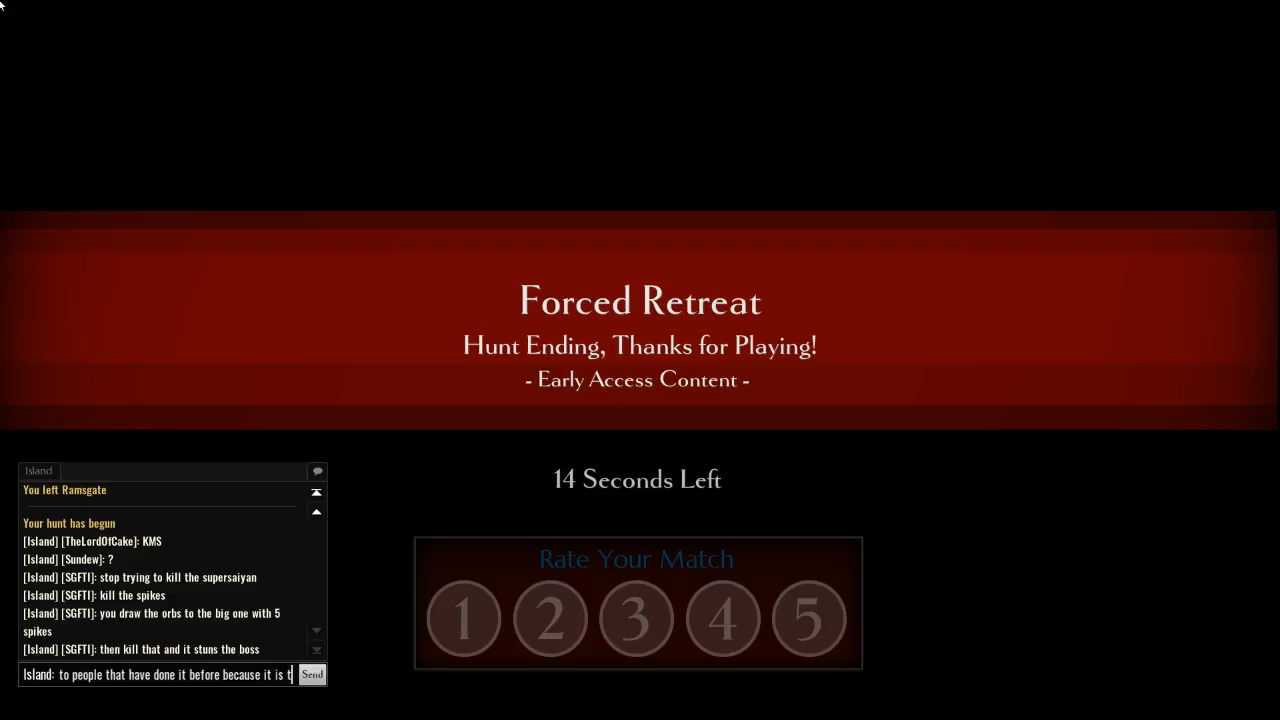 Forced Retreat
Hunt Ending, Thanks for Playing!
- Early Access Content -
14 Seconds Left
Rate Your Match
1 2 3 4 5
Island
You left Ramsgate
Your hunt has begun
[Island] [TheLordOfCake]: KMS
[Island] [Sundew]: ?
[Island] [SGFTI]: stop trying to kill the supersaiyan
[Island] [SGFTI]: kill the spikes
[Island] [SGFTI]: you draw the orbs to the big one with 5
spikes
[Island] [SGFTI]: then kill that and it stuns the boss
Island: to people that have done it before because it is t
Send